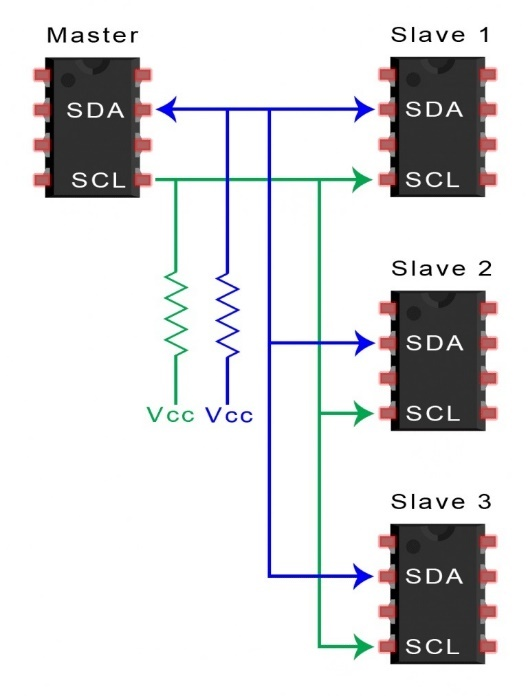 Master
SDA
SCL
Slave 1
SDA
SCL
Vcc Vcc
Slave 2
SDA
SCL
Slave 3
SDA
SCL